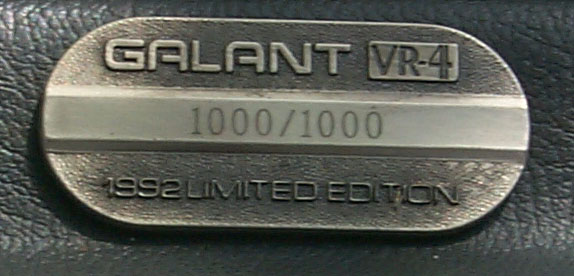 GALANT VR-4
1000/1000
1992 LIMITED EDITION